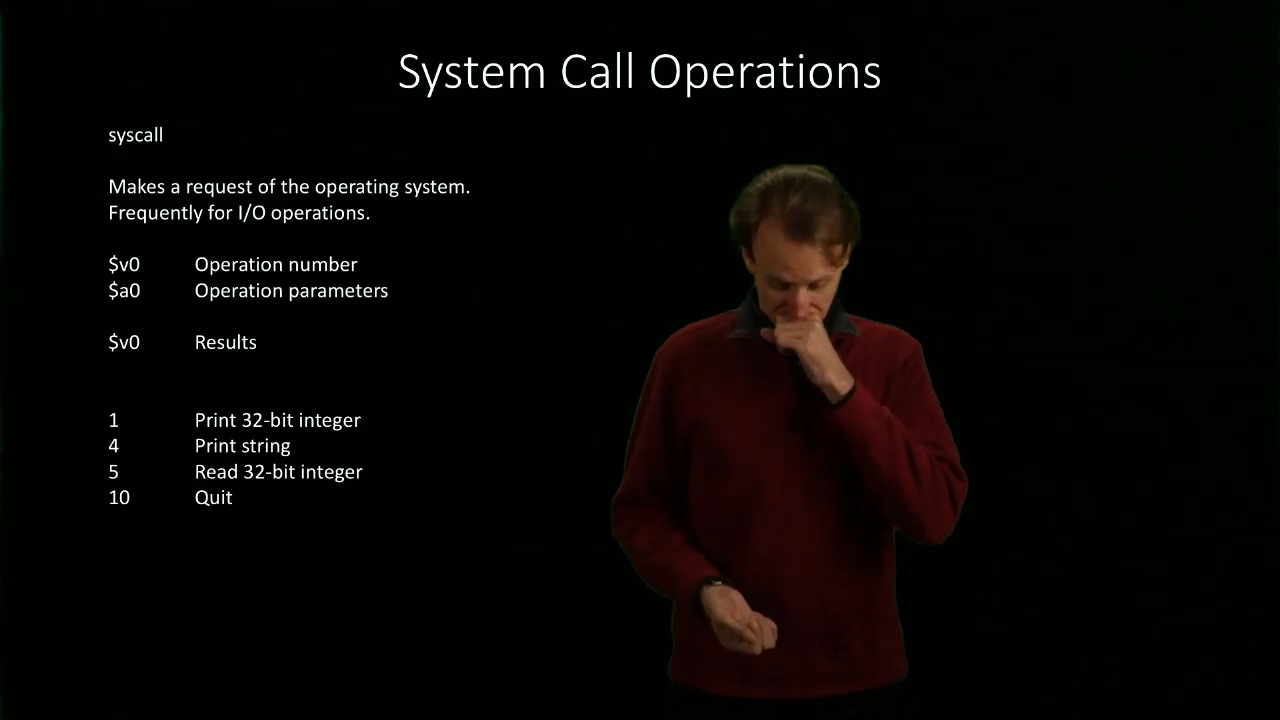 System Call Operations
syscall
Makes a request of the operating system.
Frequently for I/O operations.
$v0 Operation number
$a0 Operation parameters
$v0 Results
1 Print 32-bit integer
4 Print string
5 Read 32-bit integer
10 Quit